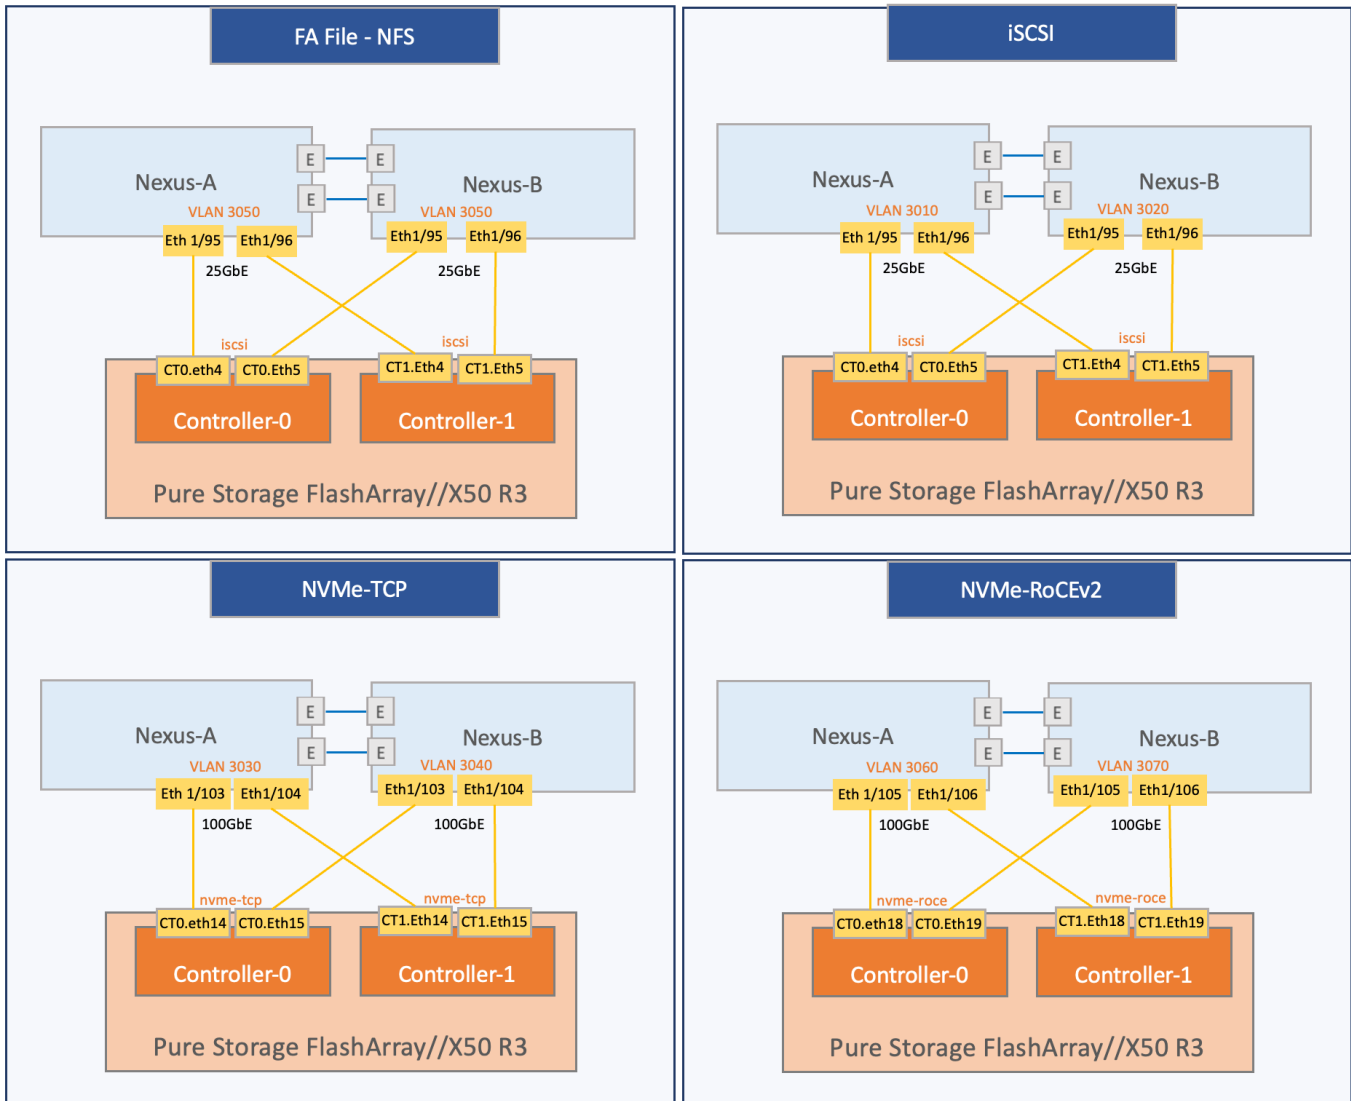 FA File - NFS
Nexus-A
Nexus-B
E
E
E
E
VLAN 3050
VLAN 3050
Eth 1/95
Eth1/96
Eth1/95
Eth1/96
25GbE
25GbE
iscsi
iscsi
CT0.eth4
CT0.Eth5
CT1.Eth4
CT1.Eth5
Controller-0
Controller-1
Pure Storage FlashArray//X50 R3
iSCSI
Nexus-A
Nexus-B
E
E
E
E
VLAN 3010
VLAN 3020
Eth 1/95
Eth1/96
Eth1/95
Eth1/96
25GbE
25GbE
iscsi
iscsi
CT0.eth4
CT0.Eth5
CT1.Eth4
CT1.Eth5
Controller-0
Controller-1
Pure Storage FlashArray//X50 R3
NVMe-TCP
Nexus-A
Nexus-B
E
E
E
E
VLAN 3030
VLAN 3040
Eth 1/103
Eth1/104
Eth1/103
Eth1/104
100GbE
100GbE
nvme-tcp
nvme-tcp
CT0.eth14
CT0.Eth15
CT1.Eth14
CT1.Eth15
Controller-0
Controller-1
Pure Storage FlashArray//X50 R3
NVMe-RoCEv2
Nexus-A
Nexus-B
E
E
E
E
VLAN 3060
VLAN 3070
Eth 1/105
Eth1/106
Eth1/105
Eth1/106
100GbE
100GbE
nvme-roce
nvme-roce
CT0.eth18
CT0.Eth19
CT1.Eth18
CT1.Eth19
Controller-0
Controller-1
Pure Storage FlashArray//X50 R3